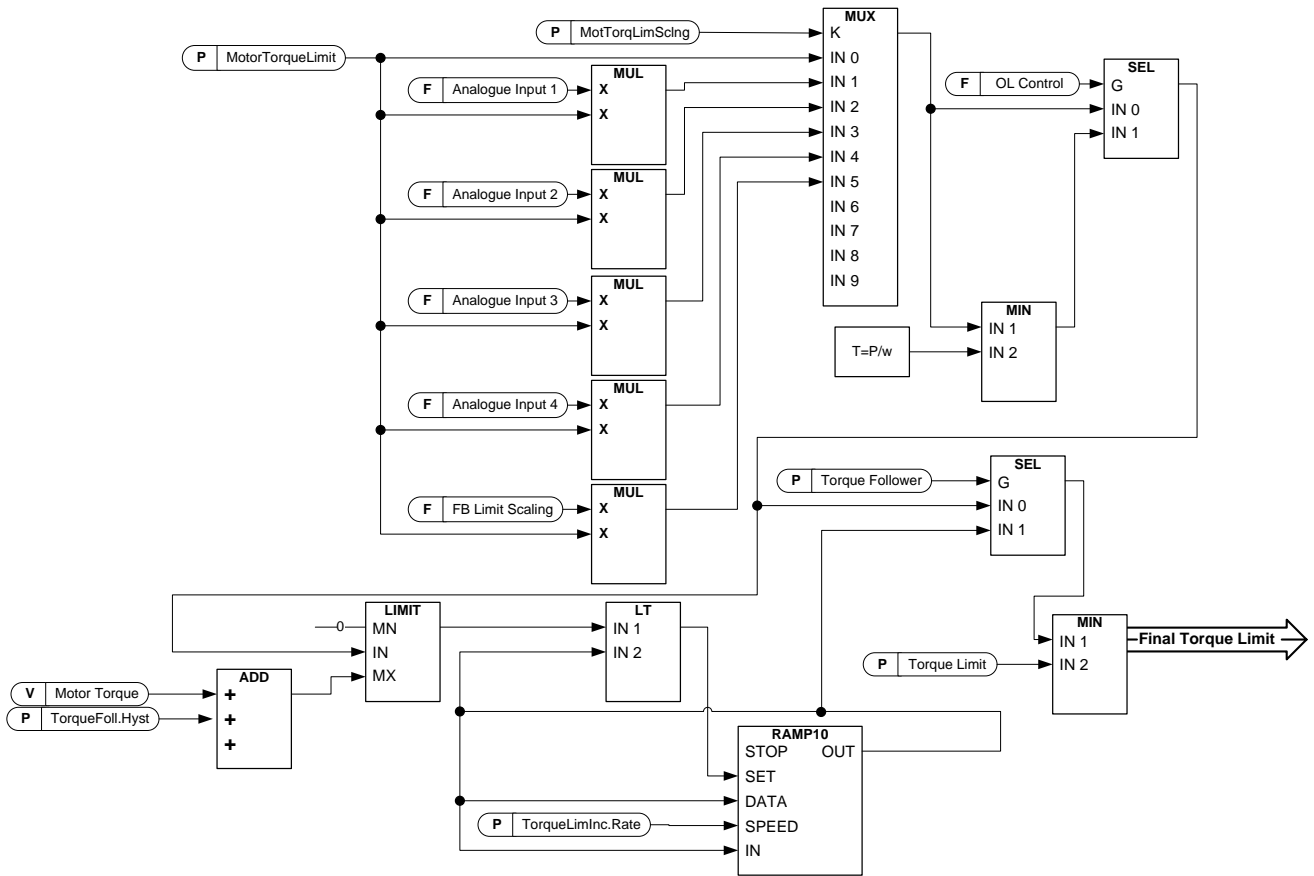 MUX
P MotTorqLimSclng
K
P MotorTorqueLimit
IN 0
IN 1
IN 2
IN 3
IN 4
IN 5
IN 6
IN 7
IN 8
IN 9
MUL
F Analogue Input 1
X
X
MUL
F Analogue Input 2
X
X
MUL
F Analogue Input 3
X
X
MUL
F Analogue Input 4
X
X
MUL
F FB Limit Scaling
X
X
SEL
F OL Control
G
IN 0
IN 1
MIN
IN 1
IN 2
T=P/w
SEL
P Torque Follower
G
IN 0
IN 1
LIMIT
0
MN
IN
MX
LT
IN 1
IN 2
MIN
IN 1
IN 2
Final Torque Limit
P Torque Limit
ADD
V Motor Torque
+
P TorqueFoll.Hyst
+
+
RAMP10
STOP OUT
SET
DATA
P TorqueLimInc.Rate
SPEED
IN